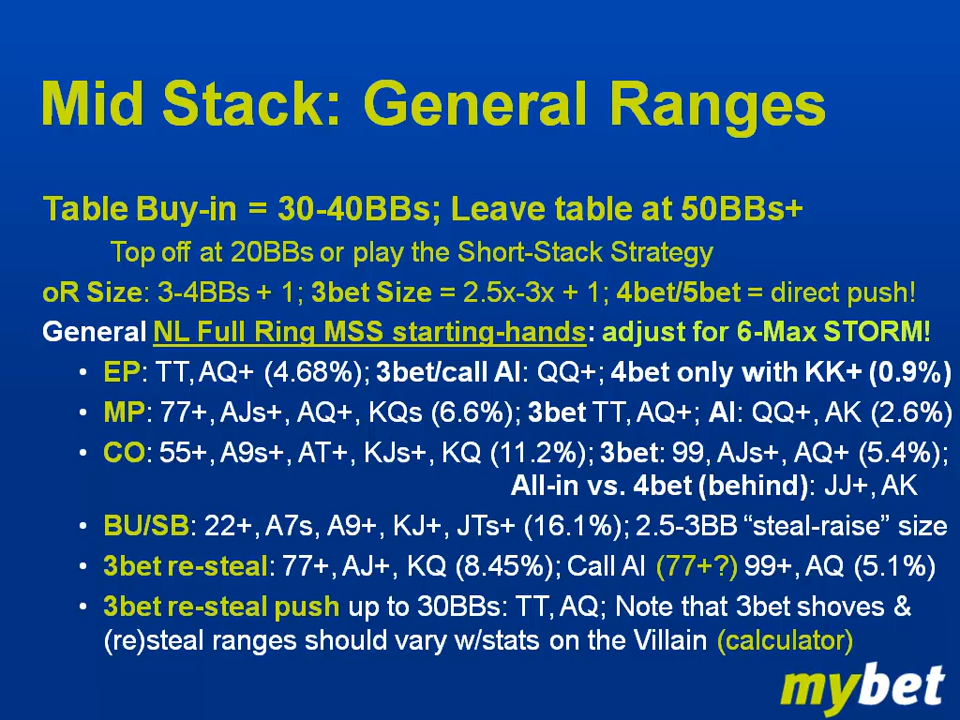 Mid Stack: General Ranges
Table Buy-in = 30-40BBs; Leave table at 50BBs+
Top off at 20BBs or play the Short-Stack Strategy
oR Size: 3-4BBs + 1; 3bet Size = 2.5x-3x + 1; 4bet/5bet = direct push!
General NL Full Ring MSS starting-hands: adjust for 6-Max STORM!
• EP: TT, AQ+ (4.68%); 3bet/call AI: QQ+; 4bet only with KK+ (0.9%)
• MP: 77+, AJs+, AQ+, KQs (6.6%); 3bet TT, AQ+; AI: QQ+, AK (2.6%)
• CO: 55+, A9s+, AT+, KJs+, KQ (11.2%); 3bet: 99, AJs+, AQ+ (5.4%);
All-in vs. 4bet (behind): JJ+, AK
• BU/SB: 22+, A7s, A9+, KJ+, JTs+ (16.1%); 2.5-3BB “steal-raise” size
• 3bet re-steal: 77+, AJ+, KQ (8.45%); Call AI (77+?) 99+, AQ (5.1%)
• 3bet re-steal push up to 30BBs: TT, AQ; Note that 3bet shoves &
(re)steal ranges should vary w/stats on the Villain (calculator)
mybet